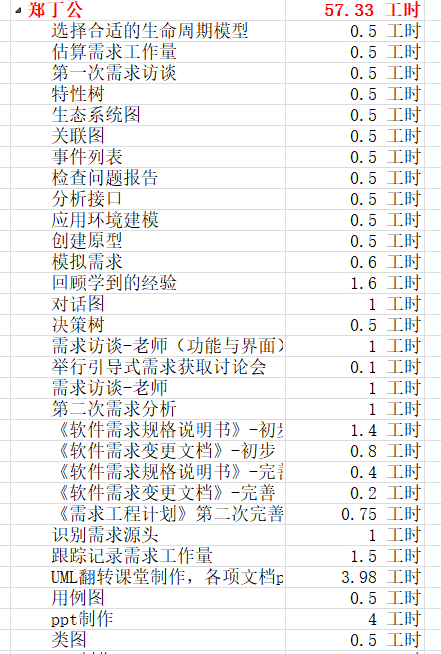 郑丁公 57.33 工时
选择合适的生命周期模型 0.5 工时
估算需求工作量 0.5 工时
第一次需求访谈 0.5 工时
特性树 0.5 工时
生态系统图 0.5 工时
关联图 0.5 工时
事件列表 0.5 工时
检查问题报告 0.5 工时
分析接口 0.5 工时
应用环境建模 0.5 工时
创建原型 0.5 工时
模拟需求 0.6 工时
回顾学到的经验 1.6 工时
对话图 1 工时
决策树 0.5 工时
需求访谈-老师（功能与界面） 1 工时
举行引导式需求获取讨论会 0.1 工时
需求访谈-老师 1 工时
第二次需求分析 1 工时
《软件需求规格说明书》-初步 1.4 工时
《软件需求变更文档》-初步 0.8 工时
《软件需求规格说明书》-完善 0.4 工时
《软件需求变更文档》-完善 0.2 工时
《需求工程计划》第二次完善 0.75 工时
识别需求源头 1 工时
跟踪记录需求工作量 1.5 工时
UML翻转课堂制作，各项文档p 3.98 工时
用例图 0.5 工时
ppt制作 4 工时
类图 0.5 工时